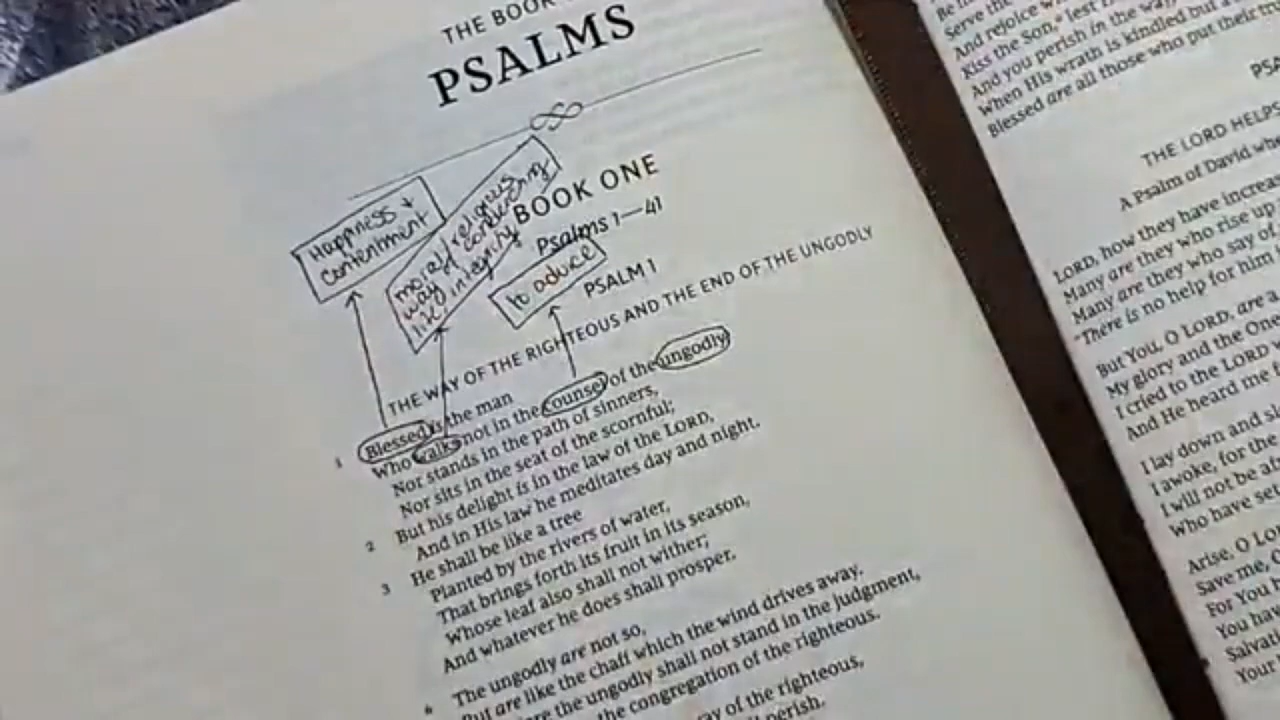 THE BOOK
PSALMS
Happiness +
contentment
moral/religious
way of conducting
life integrity
BOOK ONE
Psalms 1—41
to advice
PSALM 1
THE WAY OF THE RIGHTEOUS AND THE END OF THE UNGODLY
1 Blessed is the man
Who walks not in the counsel of the ungodly,
Nor stands in the path of sinners,
Nor sits in the seat of the scornful;
2 But his delight is in the law of the LORD,
And in His law he meditates day and night.
3 He shall be like a tree
Planted by the rivers of water,
That brings forth its fruit in its season,
Whose leaf also shall not wither;
And whatever he does shall prosper.
The ungodly are not so,
But are like the chaff which the wind drives away.
the ungodly shall not stand in the judgment,
the congregation of the righteous.
of the righteous,
perish.
Serve the
And rejoice
Kiss the Son, lest
And you perish in the way,
When His wrath is kindled but a
Blessed are all those who put their
THE LORD HELPS
A Psalm of David
LORD, how they have
Many are they who rise up
Many are they who say of
"There is no help for him
But You, O LORD, are a
My glory and the One
I cried to the LORD
And He heard me
I lay down and
I awoke, for the
I will not be
Who have
Arise, O
Save me,
For You
You
Your